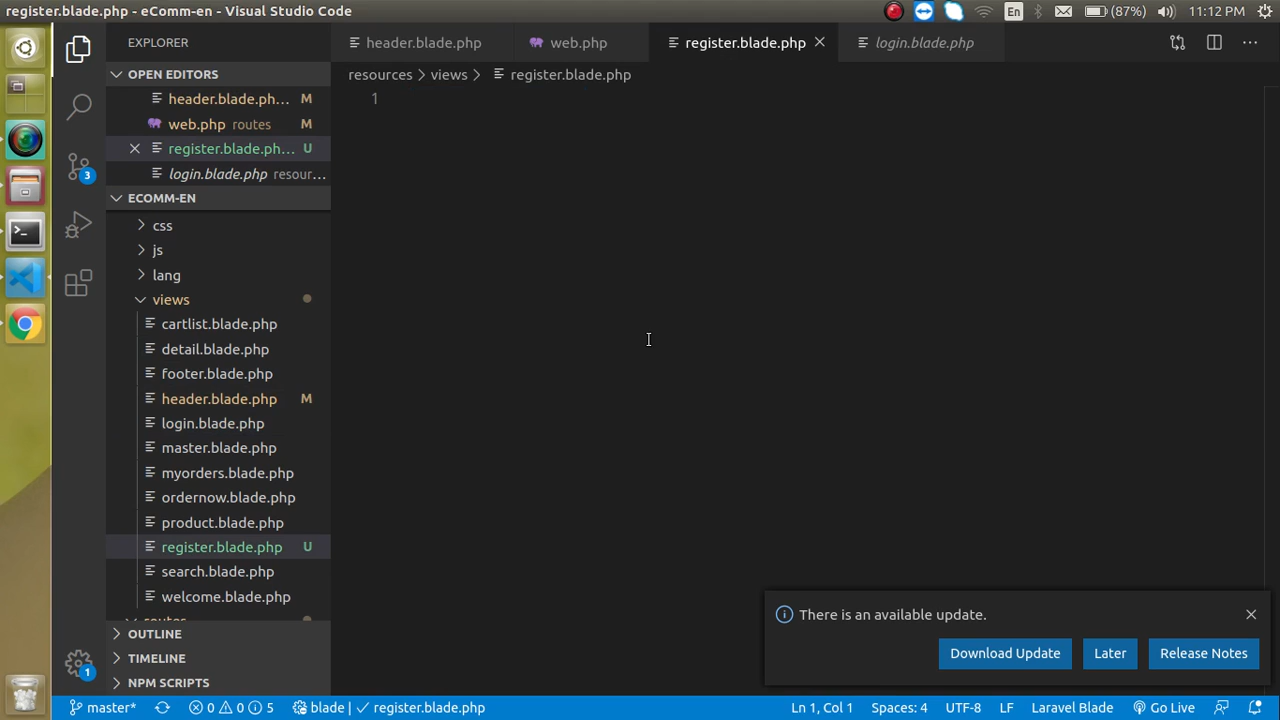 register.blade.php - eComm-en - Visual Studio Code
En
(87%)
11:12 PM
EXPLORER
OPEN EDITORS
header.blade.ph... M
web.php routes M
register.blade.ph... U
login.blade.php resour...
ECOMM-EN
css
js
lang
views
cartlist.blade.php
detail.blade.php
footer.blade.php
header.blade.php M
login.blade.php
master.blade.php
myorders.blade.php
ordernow.blade.php
product.blade.php
register.blade.php U
search.blade.php
welcome.blade.php
routes
OUTLINE
TIMELINE
NPM SCRIPTS
3
1
header.blade.php
web.php
register.blade.php
login.blade.php
resources > views > register.blade.php
1
There is an available update.
Download Update
Later
Release Notes
master*
0 0 5
blade | ✓ register.blade.php
Ln 1, Col 1
Spaces: 4
UTF-8
LF
Laravel Blade
Go Live